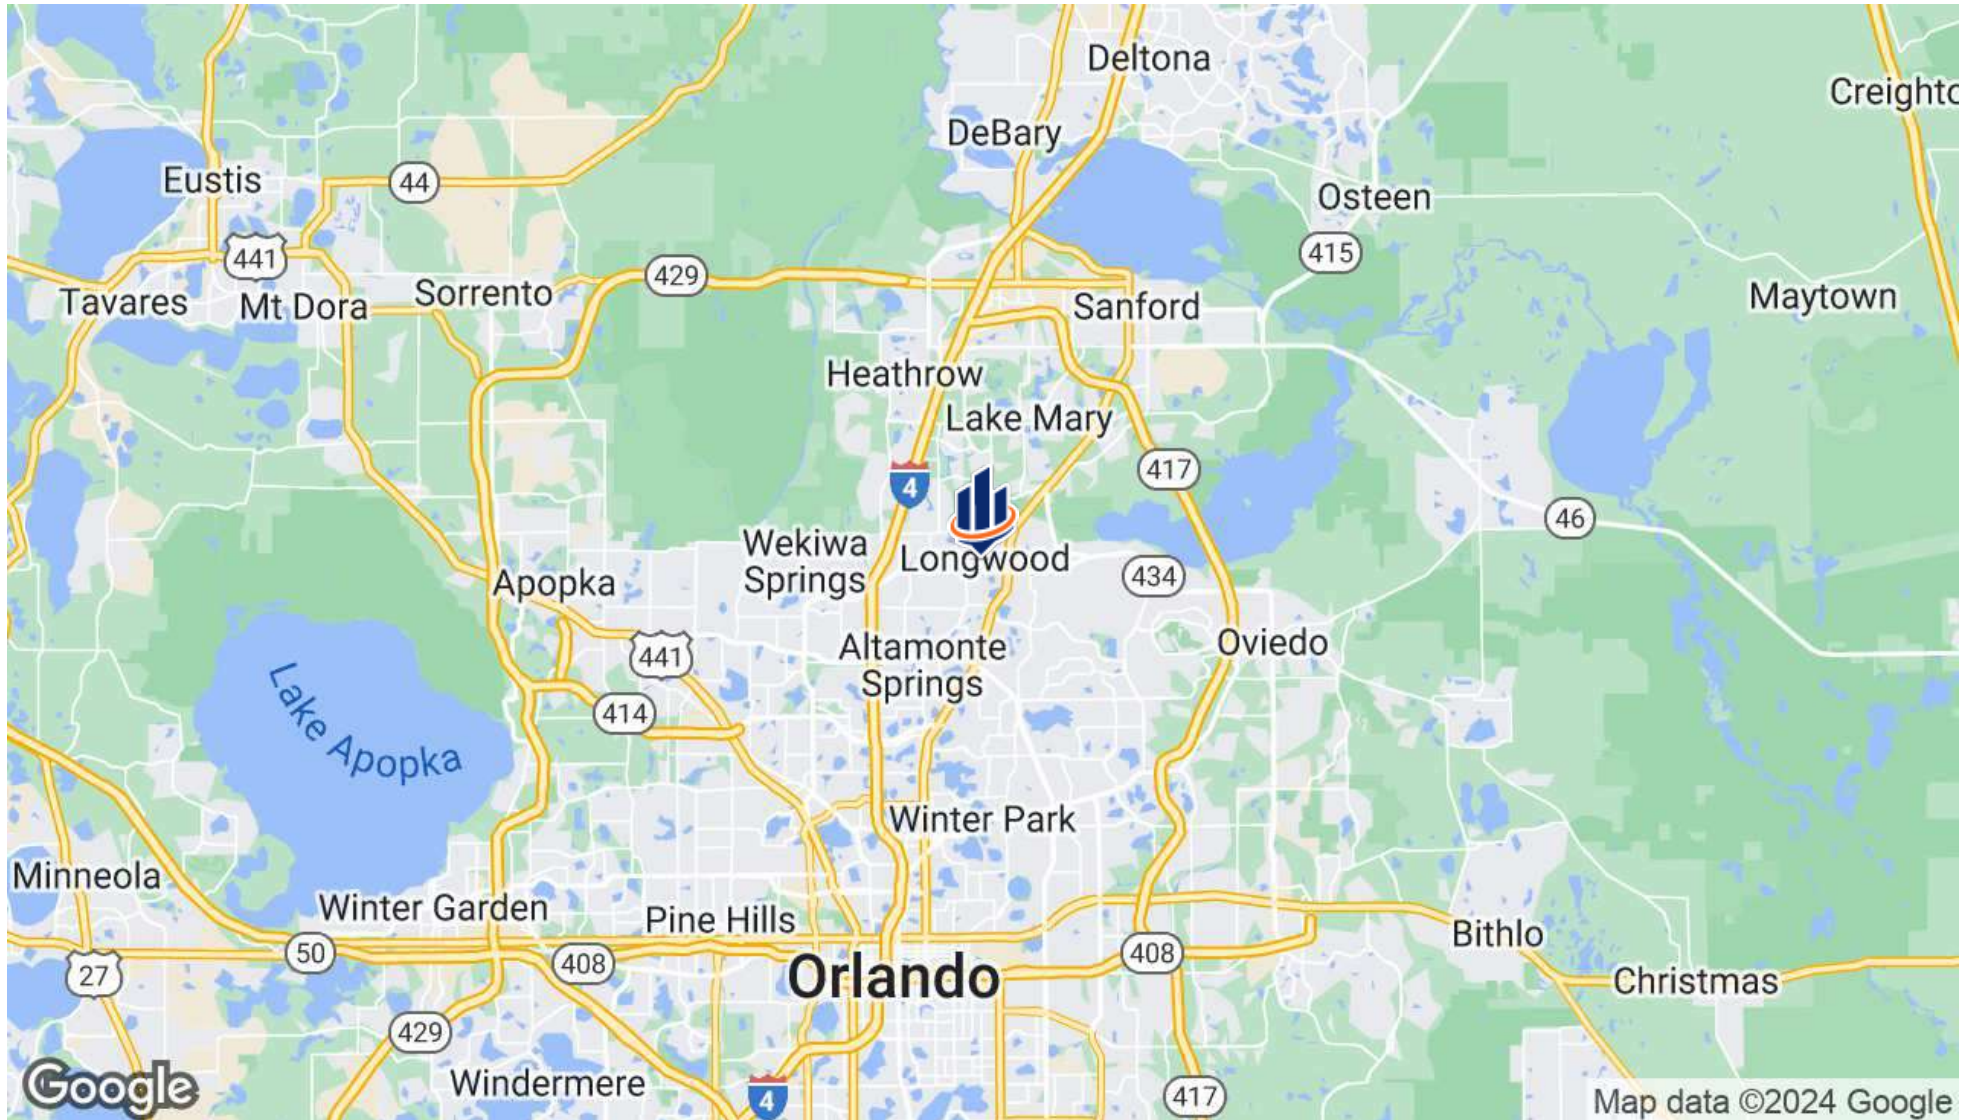 Deltona
Creighto
DeBary
Eustis
44
Osteen
441
415
429
Tavares
Mt Dora
Sorrento
Sanford
Maytown
Heathrow
Lake Mary
417
4
46
Wekiwa
Springs
Longwood
434
Apopka
Oviedo
441
Altamonte
Springs
Lake Apopka
414
Winter Park
Minneola
Winter Garden
Pine Hills
Bithlo
50
408
408
27
Orlando
Christmas
429
Google
Windermere
4
417
Map data ©2024 Google